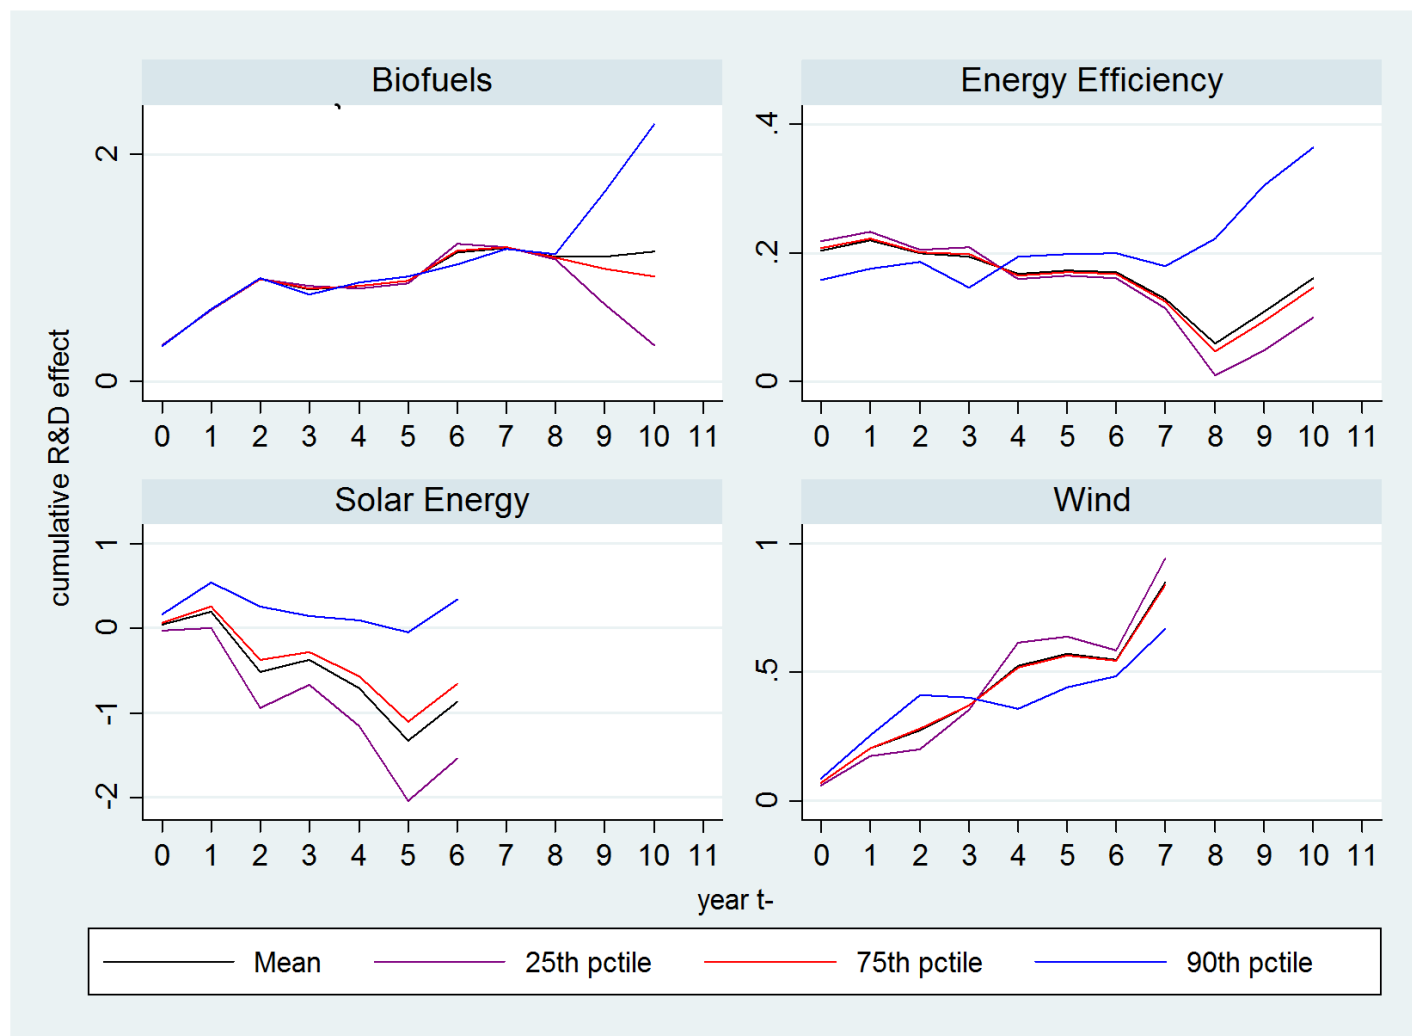 Biofuels
Energy Efficiency
2
0
.4
.2
0
0 1 2 3 4 5 6 7 8 9 10 11
0 1 2 3 4 5 6 7 8 9 10 11
cumulative R&D effect
Solar Energy
Wind
1
0
-1
-2
1
.5
0
0 1 2 3 4 5 6 7 8 9 10 11
0 1 2 3 4 5 6 7 8 9 10 11
year t-
Mean 25th pctile 75th pctile 90th pctile